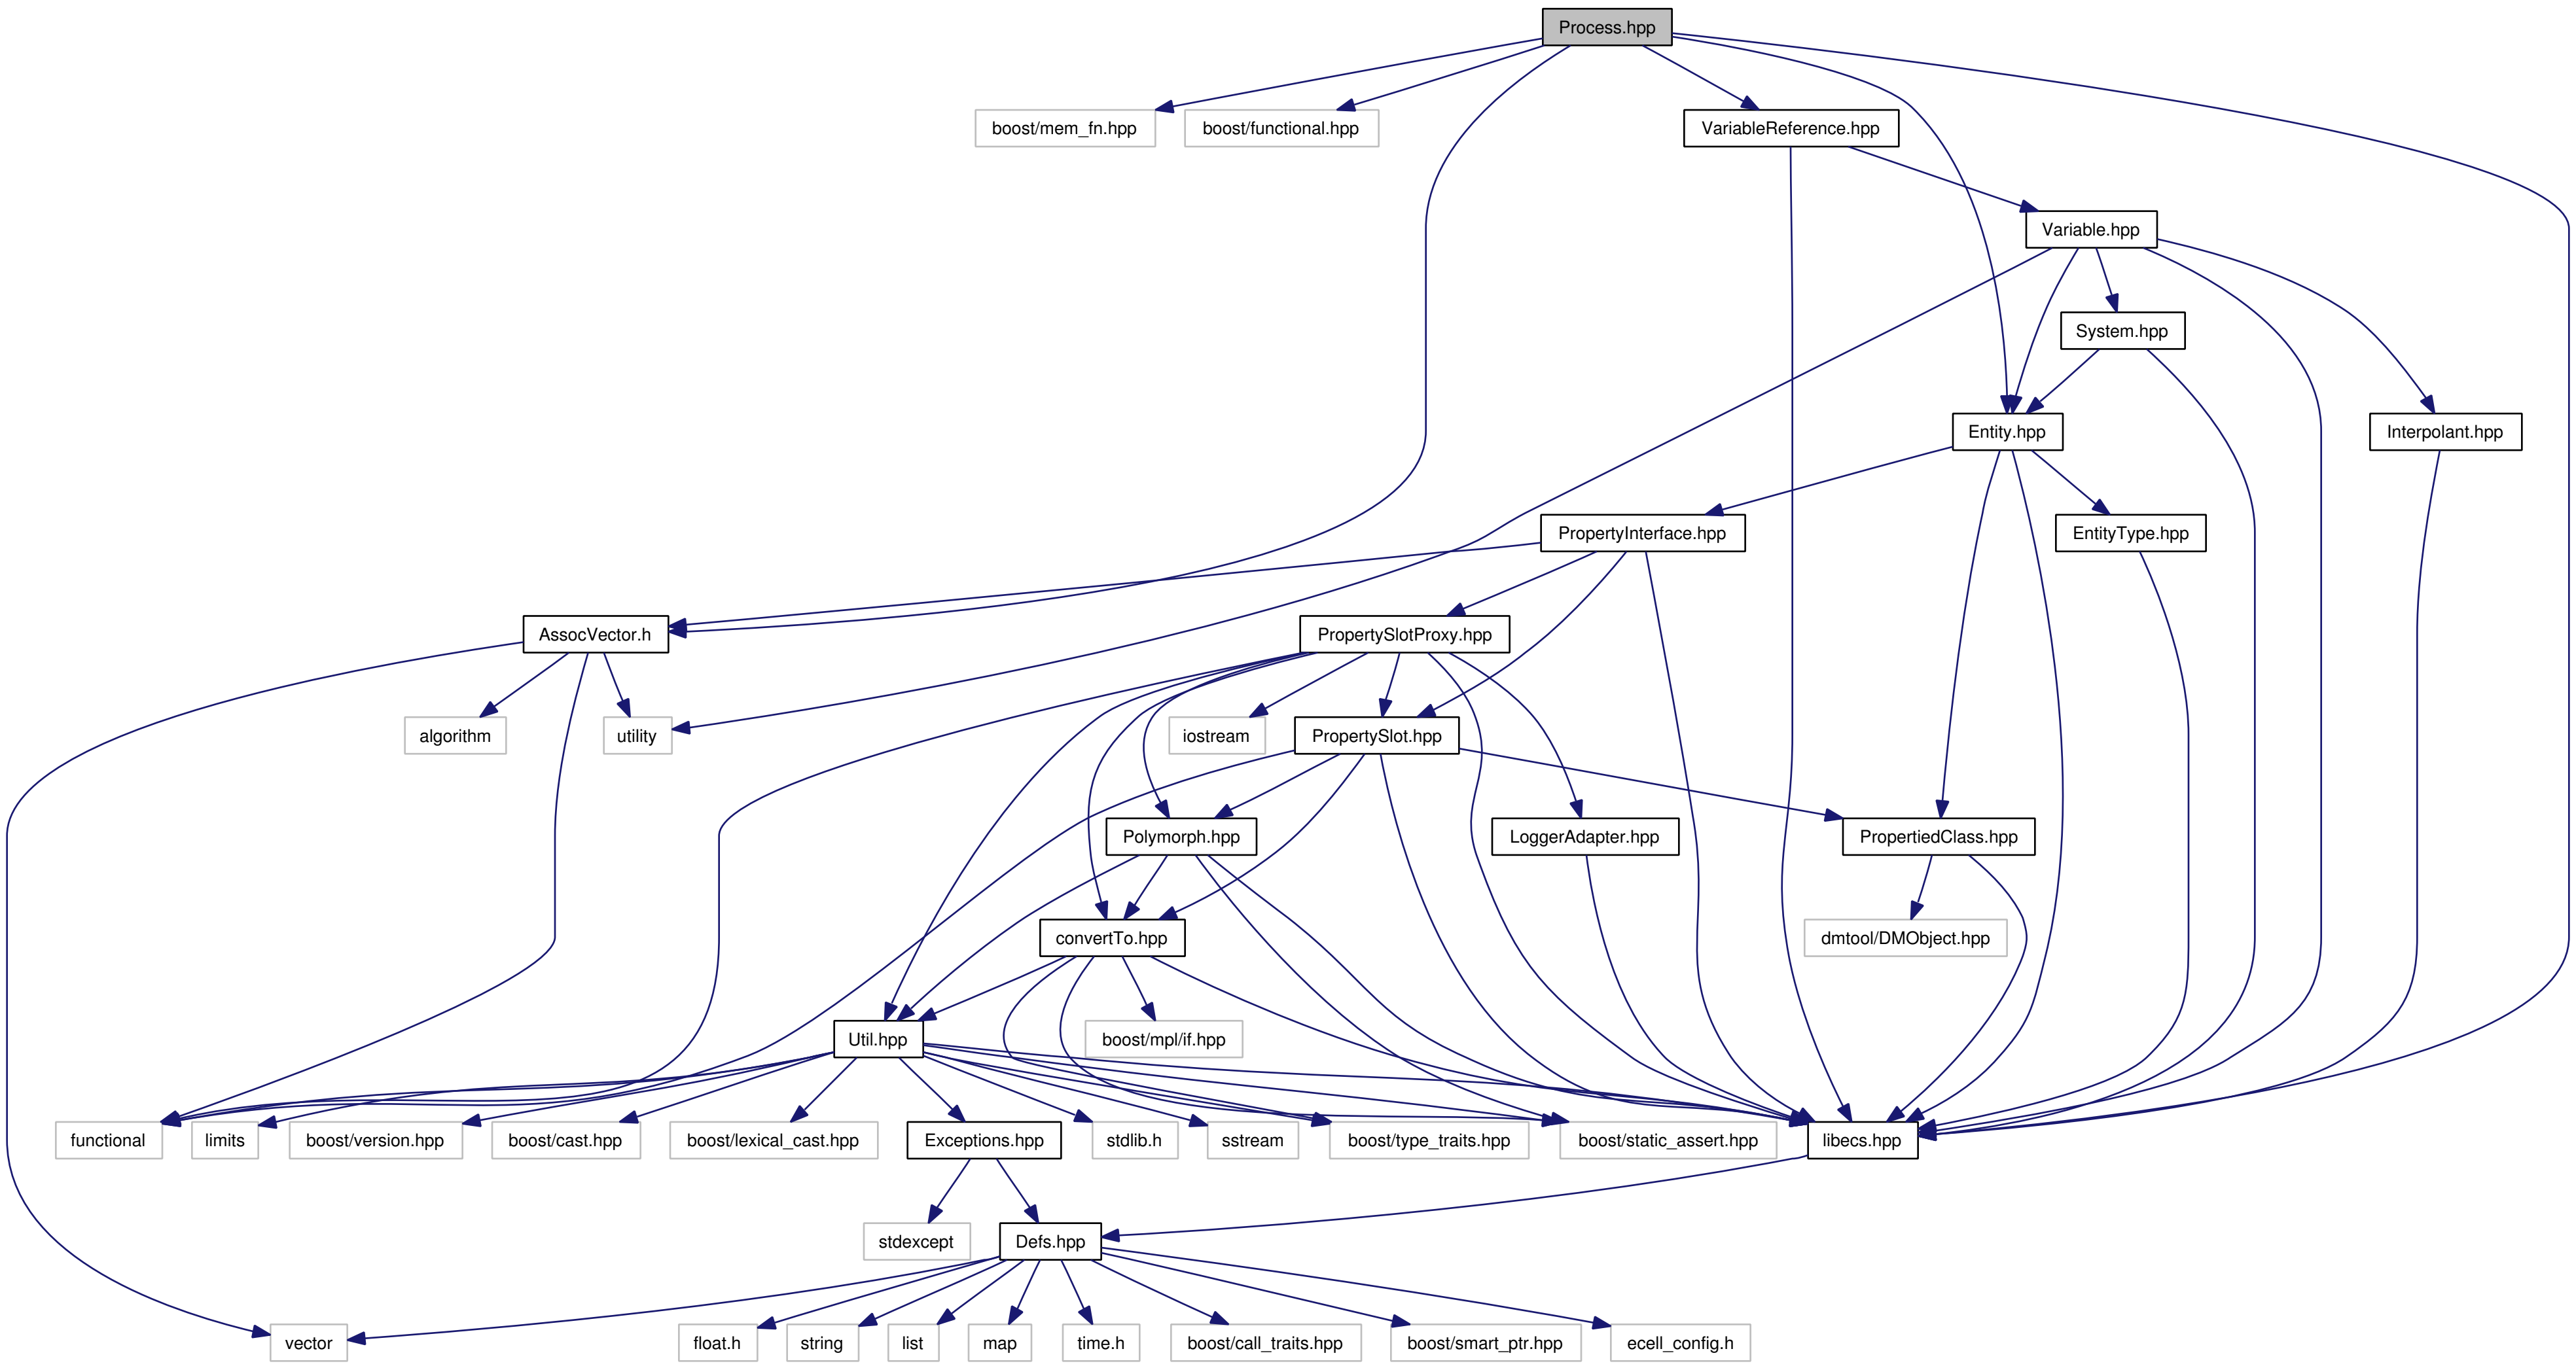 Process.hpp
boost/mem_fn.hpp
boost/functional.hpp
VariableReference.hpp
Variable.hpp
System.hpp
Entity.hpp
Interpolant.hpp
PropertyInterface.hpp
EntityType.hpp
AssocVector.h
PropertySlotProxy.hpp
algorithm
utility
iostream
PropertySlot.hpp
Polymorph.hpp
LoggerAdapter.hpp
PropertiedClass.hpp
convertTo.hpp
dmtool/DMObject.hpp
Util.hpp
boost/mpl/if.hpp
functional
limits
boost/version.hpp
boost/cast.hpp
boost/lexical_cast.hpp
Exceptions.hpp
stdlib.h
sstream
boost/type_traits.hpp
boost/static_assert.hpp
libecs.hpp
stdexcept
Defs.hpp
vector
float.h
string
list
map
time.h
boost/call_traits.hpp
boost/smart_ptr.hpp
ecell_config.h